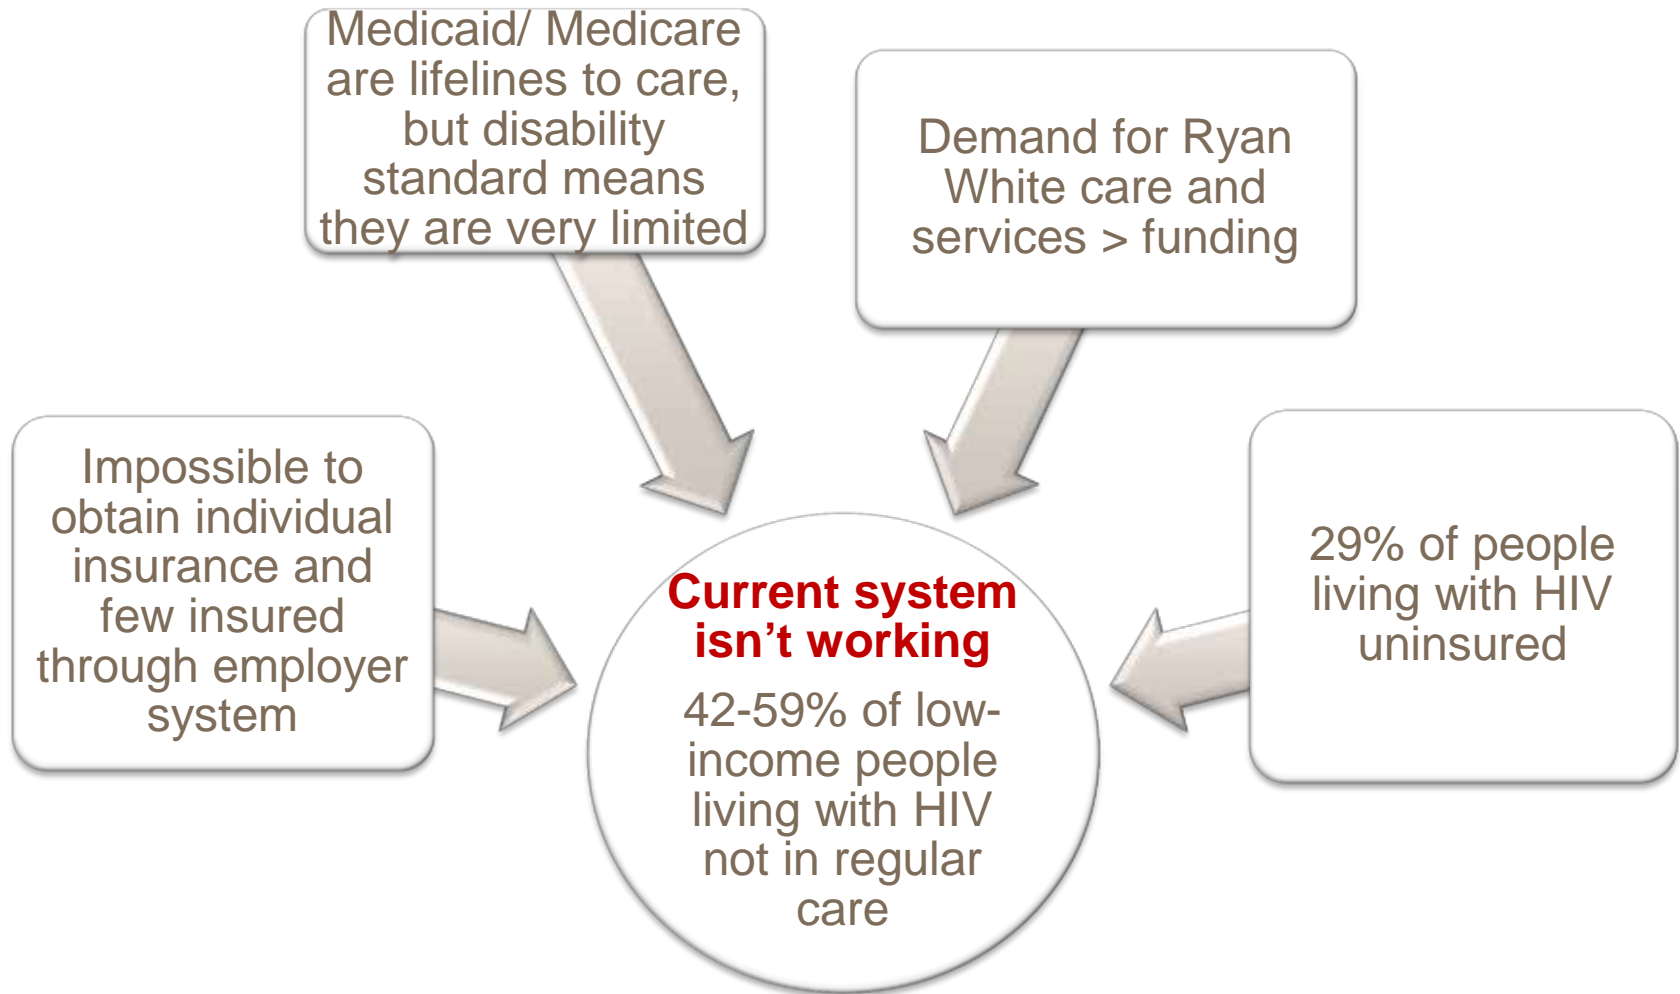 Medicaid/ Medicare
are lifelines to care,
but disability
standard means
they are very limited
Demand for Ryan
White care and
services > funding
Impossible to
obtain individual
insurance and
few insured
through employer
system
29% of people
living with HIV
uninsured
Current system
isn’t working
42-59% of low-
income people
living with HIV
not in regular
care